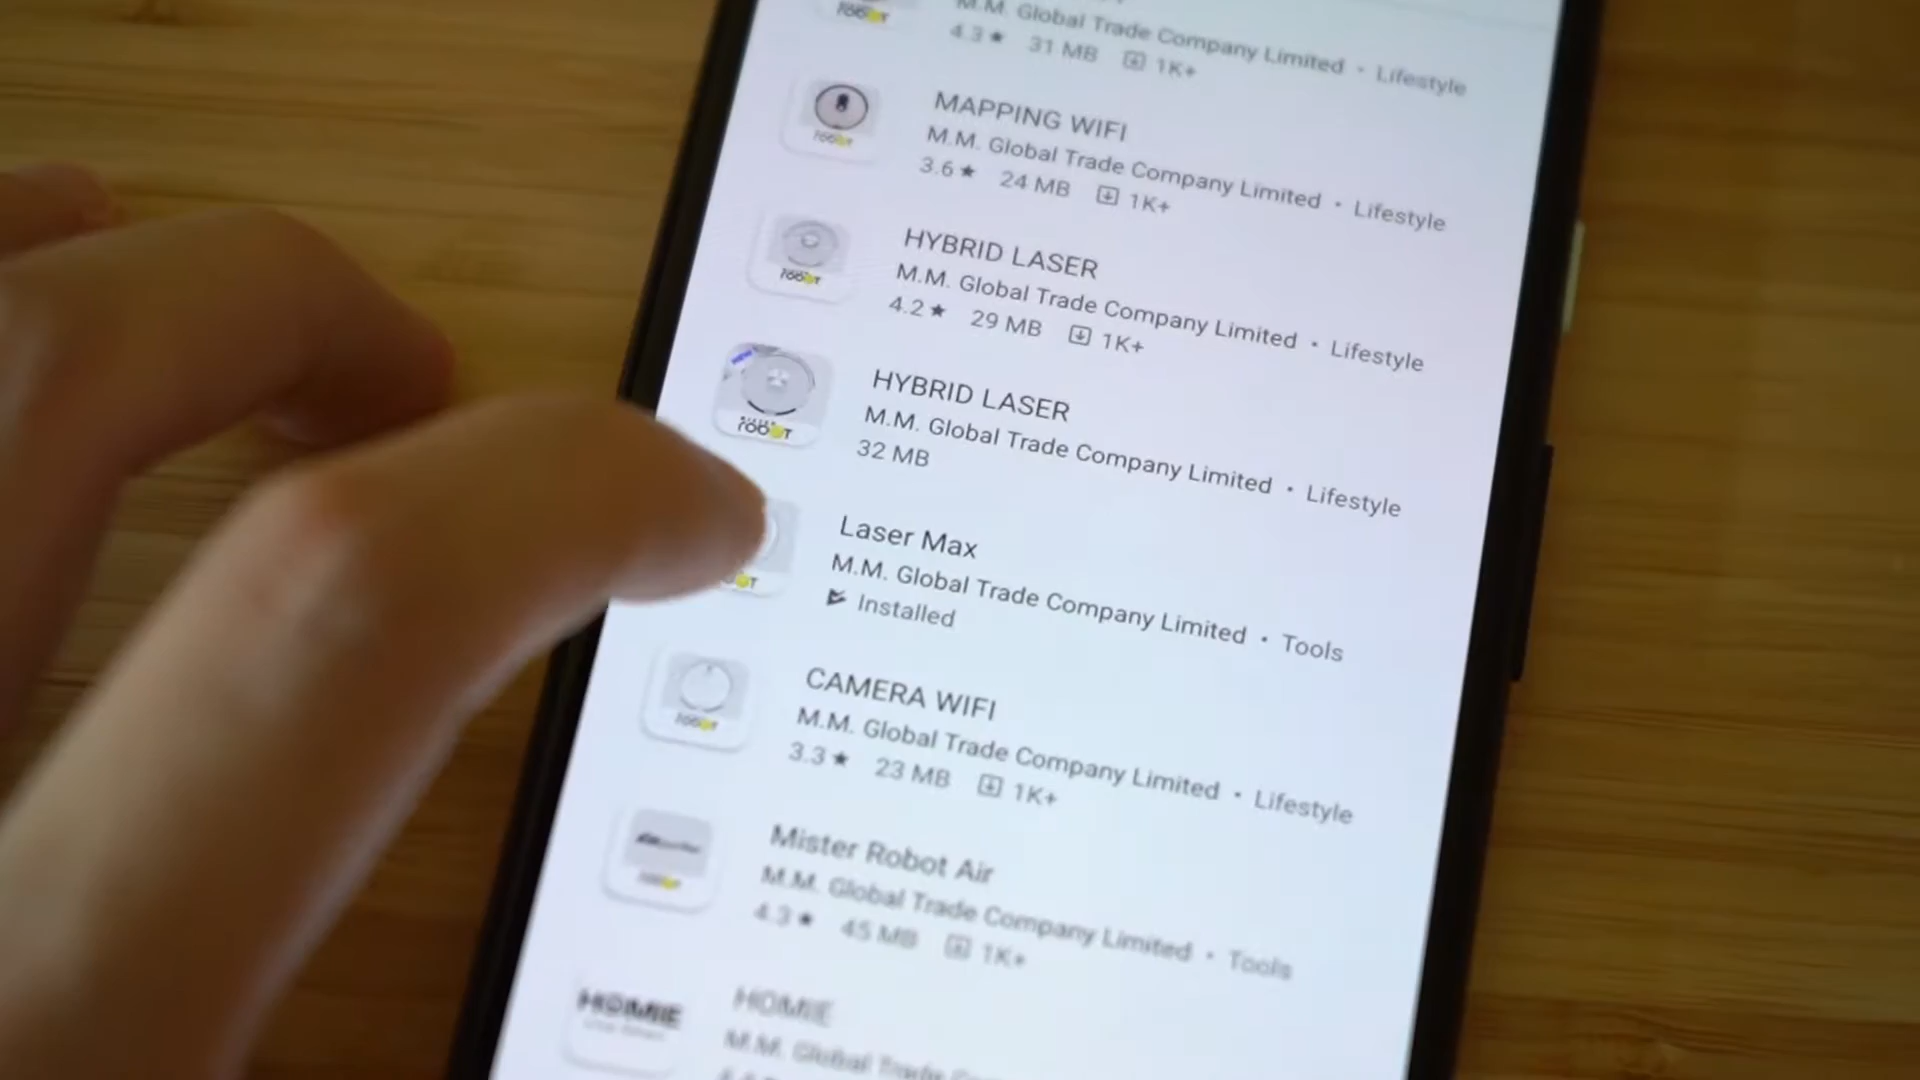 M.M. Global Trade Company Limited • Lifestyle
4.3★ 31 MB 1K+
MAPPING WIFI
M.M. Global Trade Company Limited • Lifestyle
3.6★ 24 MB 1K+
HYBRID LASER
M.M. Global Trade Company Limited • Lifestyle
4.2★ 29 MB 1K+
HYBRID LASER
M.M. Global Trade Company Limited • Lifestyle
32 MB
Laser Max
M.M. Global Trade Company Limited • Tools
Installed
CAMERA WIFI
M.M. Global Trade Company Limited • Lifestyle
3.3★ 23 MB 1K+
Mister Robot Air
M.M. Global Trade Company Limited • Tools
4.3★ 45 MB 1K+
HOMIE
HOMIE
M.M. Global Trade